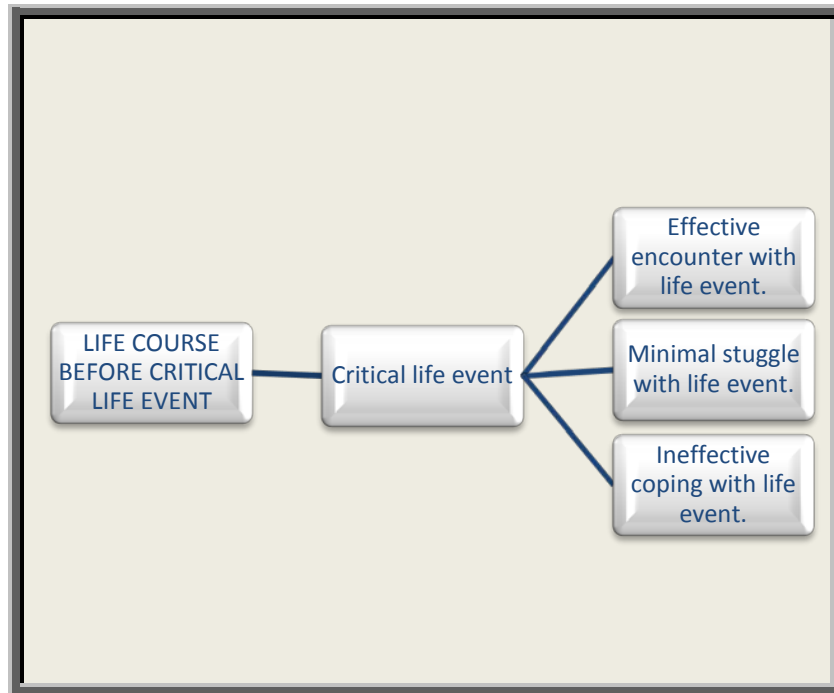 LIFE COURSE
BEFORE CRITICAL
LIFE EVENT
Critical life event
Effective
encounter with
life event.
Minimal stuggle
with life event.
Ineffective
coping with life
event.